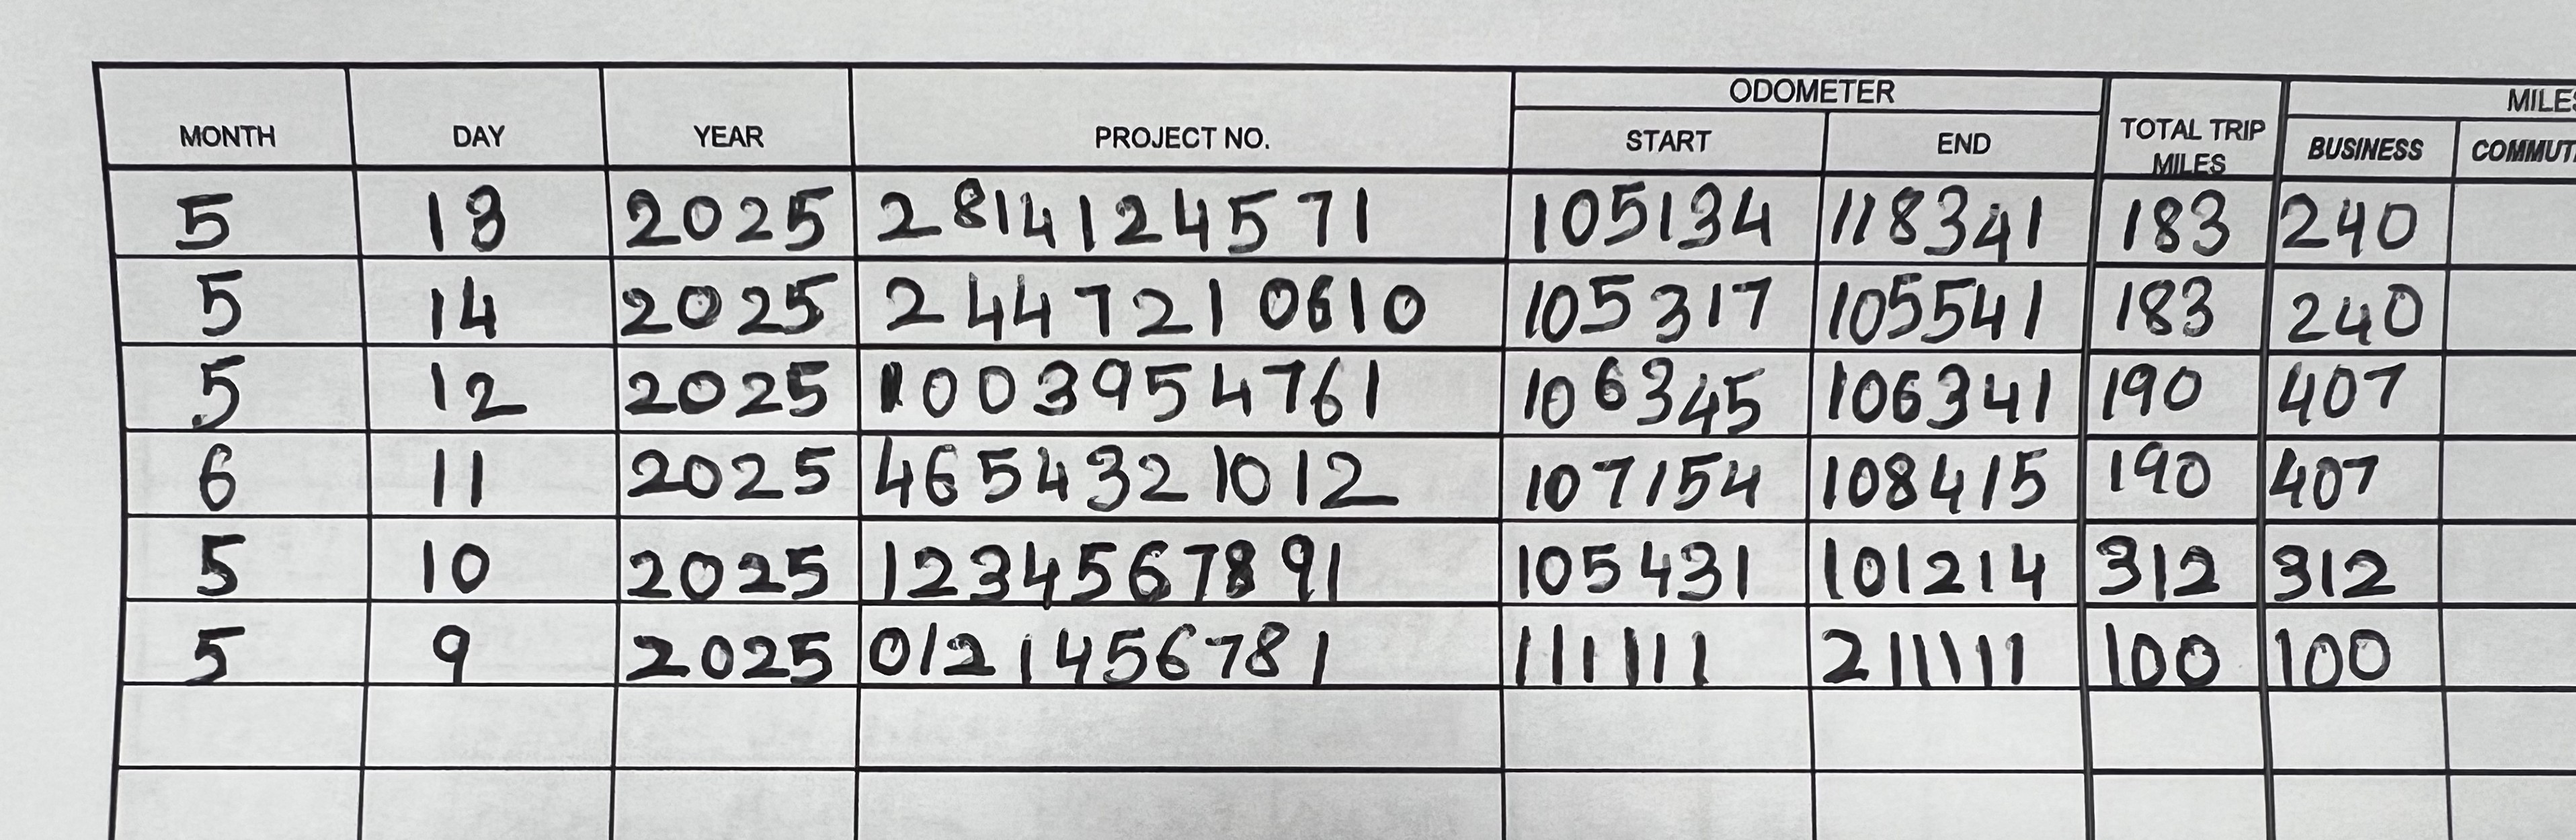 ODOMETER MILES
MONTH DAY YEAR PROJECT NO. START END TOTAL TRIP MILES BUSINESS COMMUT
5 13 2025 2814124571 105134 118341 183 240
5 14 2025 2447210610 105317 105541 183 240
5 12 2025 1003954761 106345 106341 190 407
6 11 2025 4654321012 107154 108415 190 407
5 10 2025 1234567891 105431 101214 312 312
5 9 2025 0121456781 111111 211111 100 100